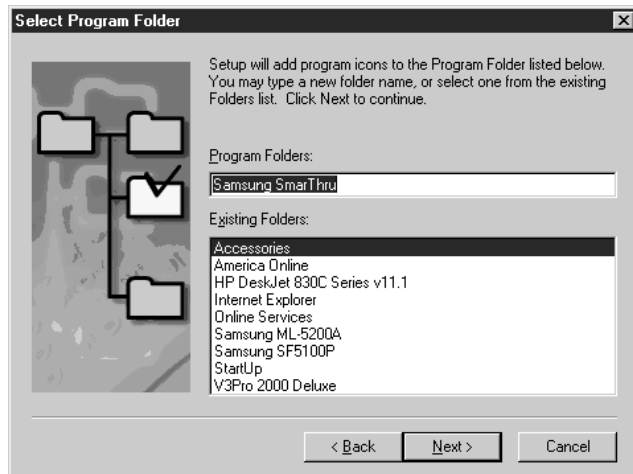 Select Program Folder
Setup will add program icons to the Program Folder listed below.
You may type a new folder name, or select one from the existing
Folders list. Click Next to continue.
Program Folders:
Samsung SmarThru
Existing Folders:
Accessories
America Online
HP DeskJet 830C Series v11.1
Internet Explorer
Online Services
Samsung ML-5200A
Samsung SF5100P
StartUp
V3Pro 2000 Deluxe
< Back
Next >
Cancel